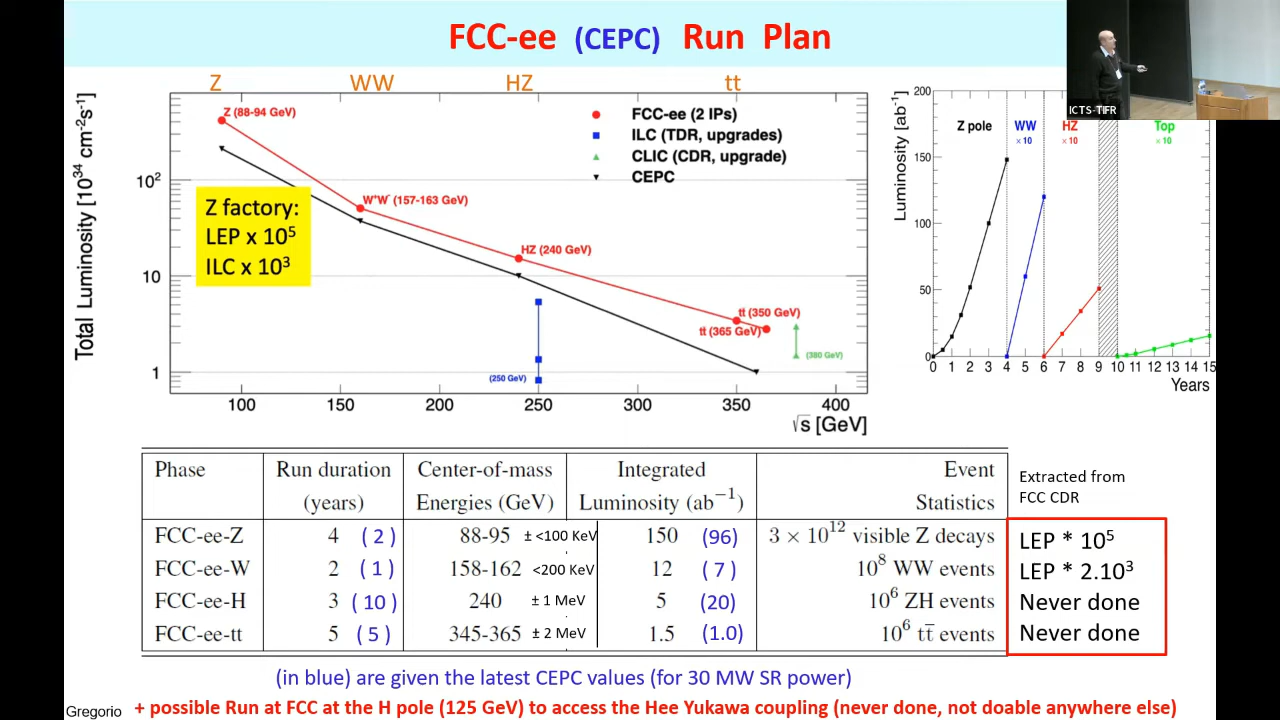 FCC-ee (CEPC) Run Plan
ICTS-TIFR
Z WW HZ tt
Total Luminosity [10³⁴ cm⁻²s⁻¹]
10²
10
1
Z (88-94 GeV)
W⁺W⁻ (157-163 GeV)
HZ (240 GeV)
tt̄ (350 GeV)
tt̄ (365 GeV)
(250 GeV)
(380 GeV)
FCC-ee (2 IPs)
ILC (TDR, upgrades)
CLIC (CDR, upgrade)
CEPC
Z factory:
LEP x 10⁵
ILC x 10³
100 150 200 250 300 350 400
√s [GeV]
Luminosity [ab⁻¹]
200
150
100
50
0
Z pole WW HZ Top
× 10 × 10 × 10
0 1 2 3 4 5 6 7 8 9 10 11 12 13 14 15
Years
Phase Run duration Center-of-mass Integrated Event
(years) Energies (GeV) Luminosity (ab⁻¹) Statistics
Extracted from
FCC CDR
FCC-ee-Z 4 ( 2 ) 88-95 ± <100 KeV 150 (96) 3 × 10¹² visible Z decays LEP * 10⁵
FCC-ee-W 2 ( 1 ) 158-162 <200 KeV 12 ( 7 ) 10⁸ WW events LEP * 2.10³
FCC-ee-H 3 ( 10 ) 240 ± 1 MeV 5 (20) 10⁶ ZH events Never done
FCC-ee-tt 5 ( 5 ) 345-365 ± 2 MeV 1.5 (1.0) 10⁶ tt̄ events Never done
(in blue) are given the latest CEPC values (for 30 MW SR power)
Gregorio + possible Run at FCC at the H pole (125 GeV) to access the Hee Yukawa coupling (never done, not doable anywhere else)